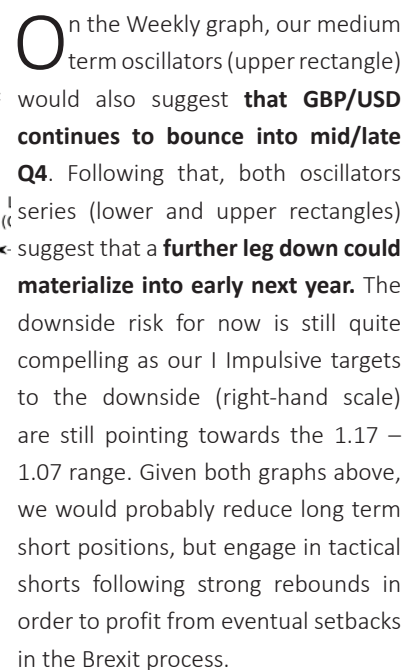 On the Weekly graph, our medium
term oscillators (upper rectangle)
would also suggest that GBP/USD
continues to bounce into mid/late
Q4. Following that, both oscillators
series (lower and upper rectangles)
suggest that a further leg down could
materialize into early next year. The
downside risk for now is still quite
compelling as our I Impulsive targets
to the downside (right-hand scale)
are still pointing towards the 1.17 –
1.07 range. Given both graphs above,
we would probably reduce long term
short positions, but engage in tactical
shorts following strong rebounds in
order to profit from eventual setbacks
in the Brexit process.